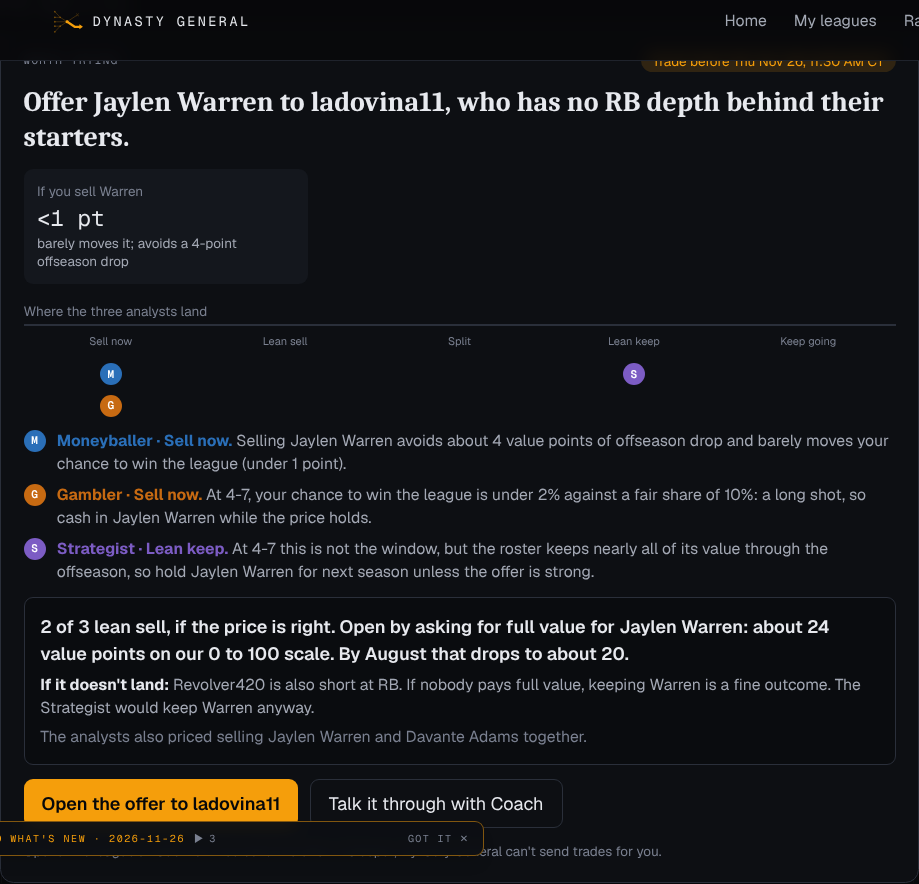 DYNASTY GENERAL
Home My leagues Ra
WORTH TRYING
Trade before Thu Nov 26, 11:30 AM CT
Offer Jaylen Warren to ladovina11, who has no RB depth behind their
starters.
If you sell Warren
<1 pt
barely moves it; avoids a 4-point
offseason drop
Where the three analysts land
Sell now Lean sell Split Lean keep Keep going
M S
G
M Moneyballer · Sell now. Selling Jaylen Warren avoids about 4 value points of offseason drop and barely moves your
chance to win the league (under 1 point).
G Gambler · Sell now. At 4-7, your chance to win the league is under 2% against a fair share of 10%: a long shot, so
cash in Jaylen Warren while the price holds.
S Strategist · Lean keep. At 4-7 this is not the window, but the roster keeps nearly all of its value through the
offseason, so hold Jaylen Warren for next season unless the offer is strong.
2 of 3 lean sell, if the price is right. Open by asking for full value for Jaylen Warren: about 24
value points on our 0 to 100 scale. By August that drops to about 20.
If it doesn't land: Revolver420 is also short at RB. If nobody pays full value, keeping Warren is a fine outcome. The
Strategist would keep Warren anyway.
The analysts also priced selling Jaylen Warren and Davante Adams together.
Open the offer to ladovina11 Talk it through with Coach
WHAT'S NEW · 2026-11-26 ▶ 3 GOT IT ×
can't send trades for you.